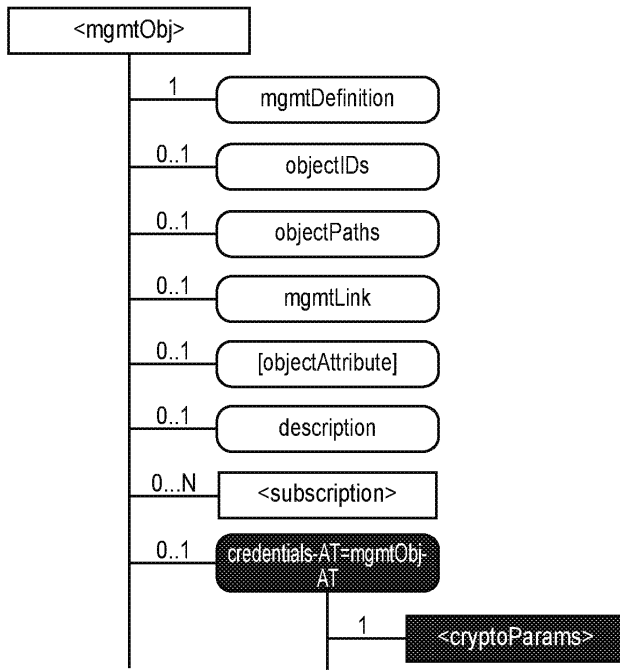 <mgmtObj>
1 mgmtDefinition
0..1 objectIDs
0..1 objectPaths
0..1 mgmtLink
0..1 [objectAttribute]
0..1 description
0...N <subscription>
0..1 credentials-AT=mgmtObj-
AT
1 <cryptoParams>